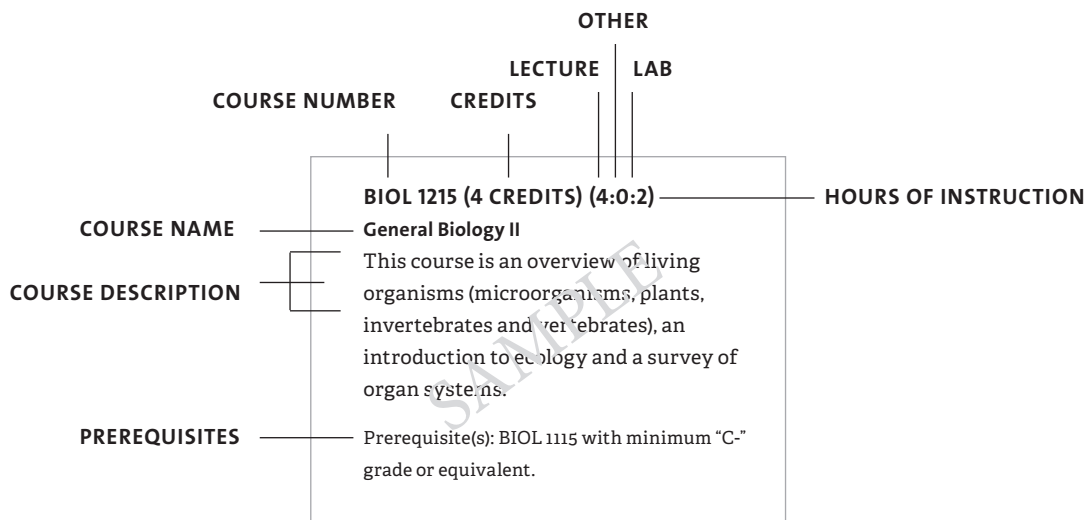 OTHER
LECTURE LAB
COURSE NUMBER CREDITS
BIOL 1215 (4 CREDITS) (4:0:2) HOURS OF INSTRUCTION
COURSE NAME General Biology II
This course is an overview of living
COURSE DESCRIPTION organisms (microorganisms, plants,
invertebrates and vertebrates), an
introduction to ecology and a survey of
organ systems.
SAMPLE
PREREQUISITES Prerequisite(s): BIOL 1115 with minimum “C-”
grade or equivalent.